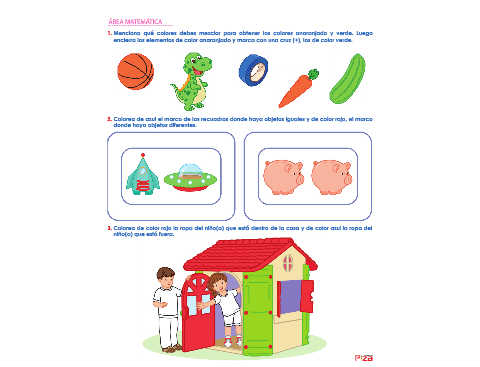 ÁREA MATEMÁTICA
1. Menciona qué colores debes mezclar para obtener los colores anaranjado y verde. Luego
encierra los elementos de color anaranjado y marca con una cruz (+), los de color verde.
2. Colorea de azul el marco de los recuadros donde haya objetos iguales y de color rojo, el marco
donde haya objetos diferentes.
3. Colorea de color rojo la ropa del niño(a) que está dentro de la casa y de color azul la ropa del
niño(a) que está fuera.